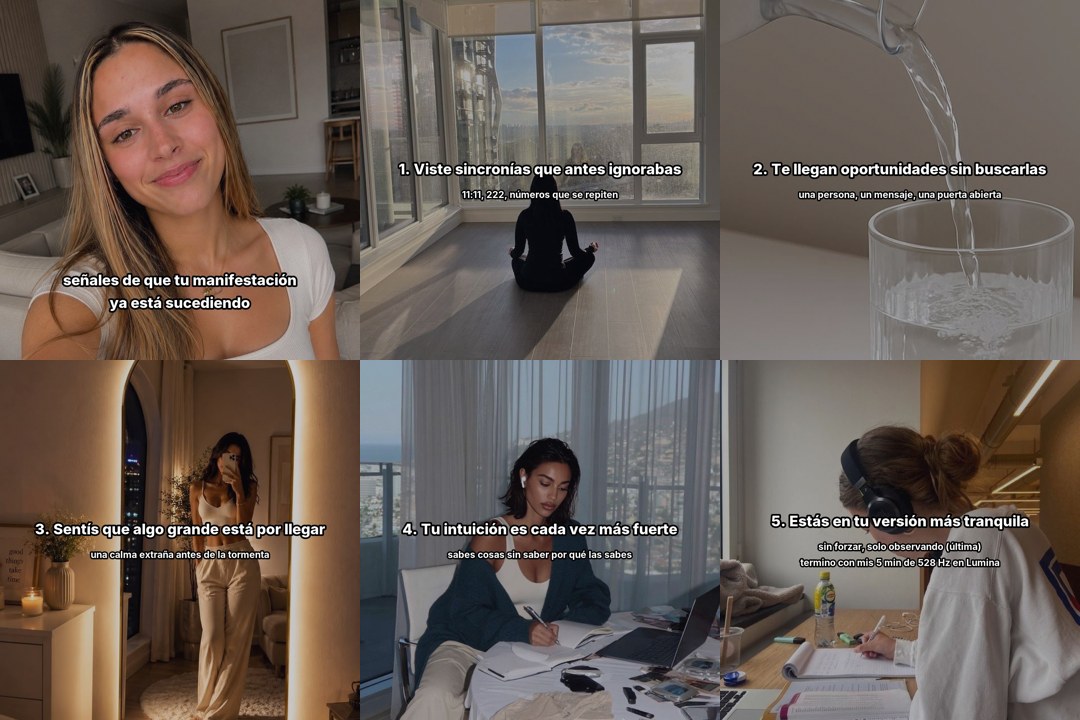 señales de que tu manifestación
ya está sucediendo
1. Viste sincronías que antes ignorabas
11:11, 222, números que se repiten
2. Te llegan oportunidades sin buscarlas
una persona, un mensaje, una puerta abierta
3. Sentís que algo grande está por llegar
una calma extraña antes de la tormenta
good
things
take
time
4. Tu intuición es cada vez más fuerte
sabes cosas sin saber por qué las sabes
5. Estás en tu versión más tranquila
sin forzar, solo observando (última)
termino con mis 5 min de 528 Hz en Lumina